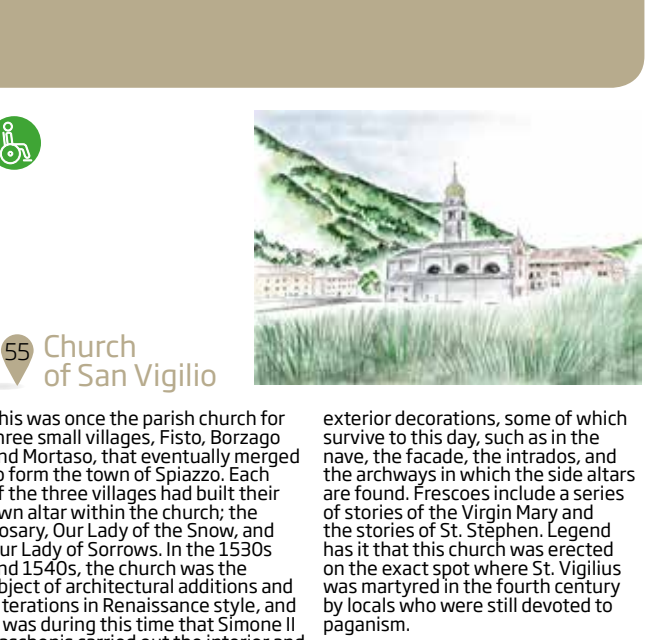 55
Church
of San Vigilio
his was once the parish church for
hree small villages, Fisto, Borzago
nd Mortaso, that eventually merged
o form the town of Spiazzo. Each
f the three villages had built their
wn altar within the church; the
osary, Our Lady of the Snow, and
ur Lady of Sorrows. In the 1530s
nd 1540s, the church was the
bject of architectural additions and
terations in Renaissance style, and
was during this time that Simone II
aschenis carried out the interior and
exterior decorations, some of which
survive to this day, such as in the
nave, the facade, the intrados, and
the archways in which the side altars
are found. Frescoes include a series
of stories of the Virgin Mary and
the stories of St. Stephen. Legend
has it that this church was erected
on the exact spot where St. Vigilius
was martyred in the fourth century
by locals who were still devoted to
paganism.